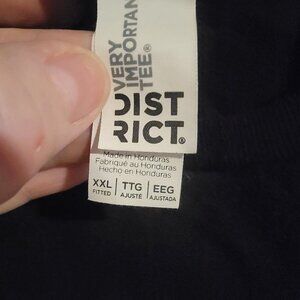 VERY
IMPORTANT
TEE®
DIST
RICT®
Made in Honduras
Fabriqué au Honduras
Hecho en Honduras
XXL | TTG | EEG
FITTED | AJUSTÉ | AJUSTADA